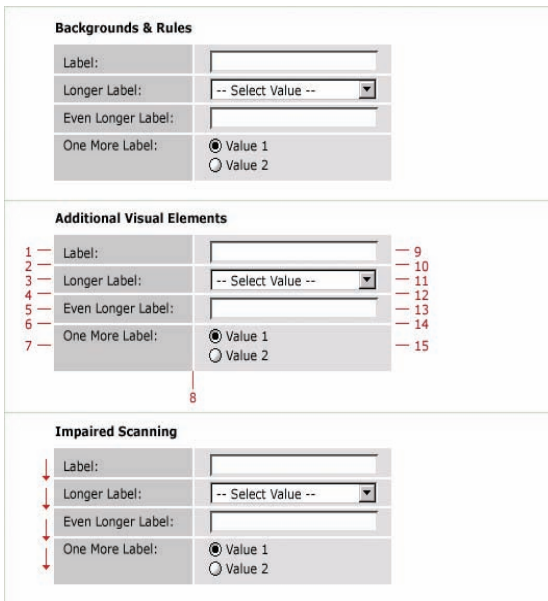 Backgrounds & Rules
Label:
Longer Label: -- Select Value --
Even Longer Label:
One More Label: Value 1
Value 2
Additional Visual Elements
1 Label: 9
2 10
3 Longer Label: -- Select Value -- 11
4 12
5 Even Longer Label: 13
6 14
7 One More Label: Value 1 15
Value 2
8
Impaired Scanning
Label:
Longer Label: -- Select Value --
Even Longer Label:
One More Label: Value 1
Value 2